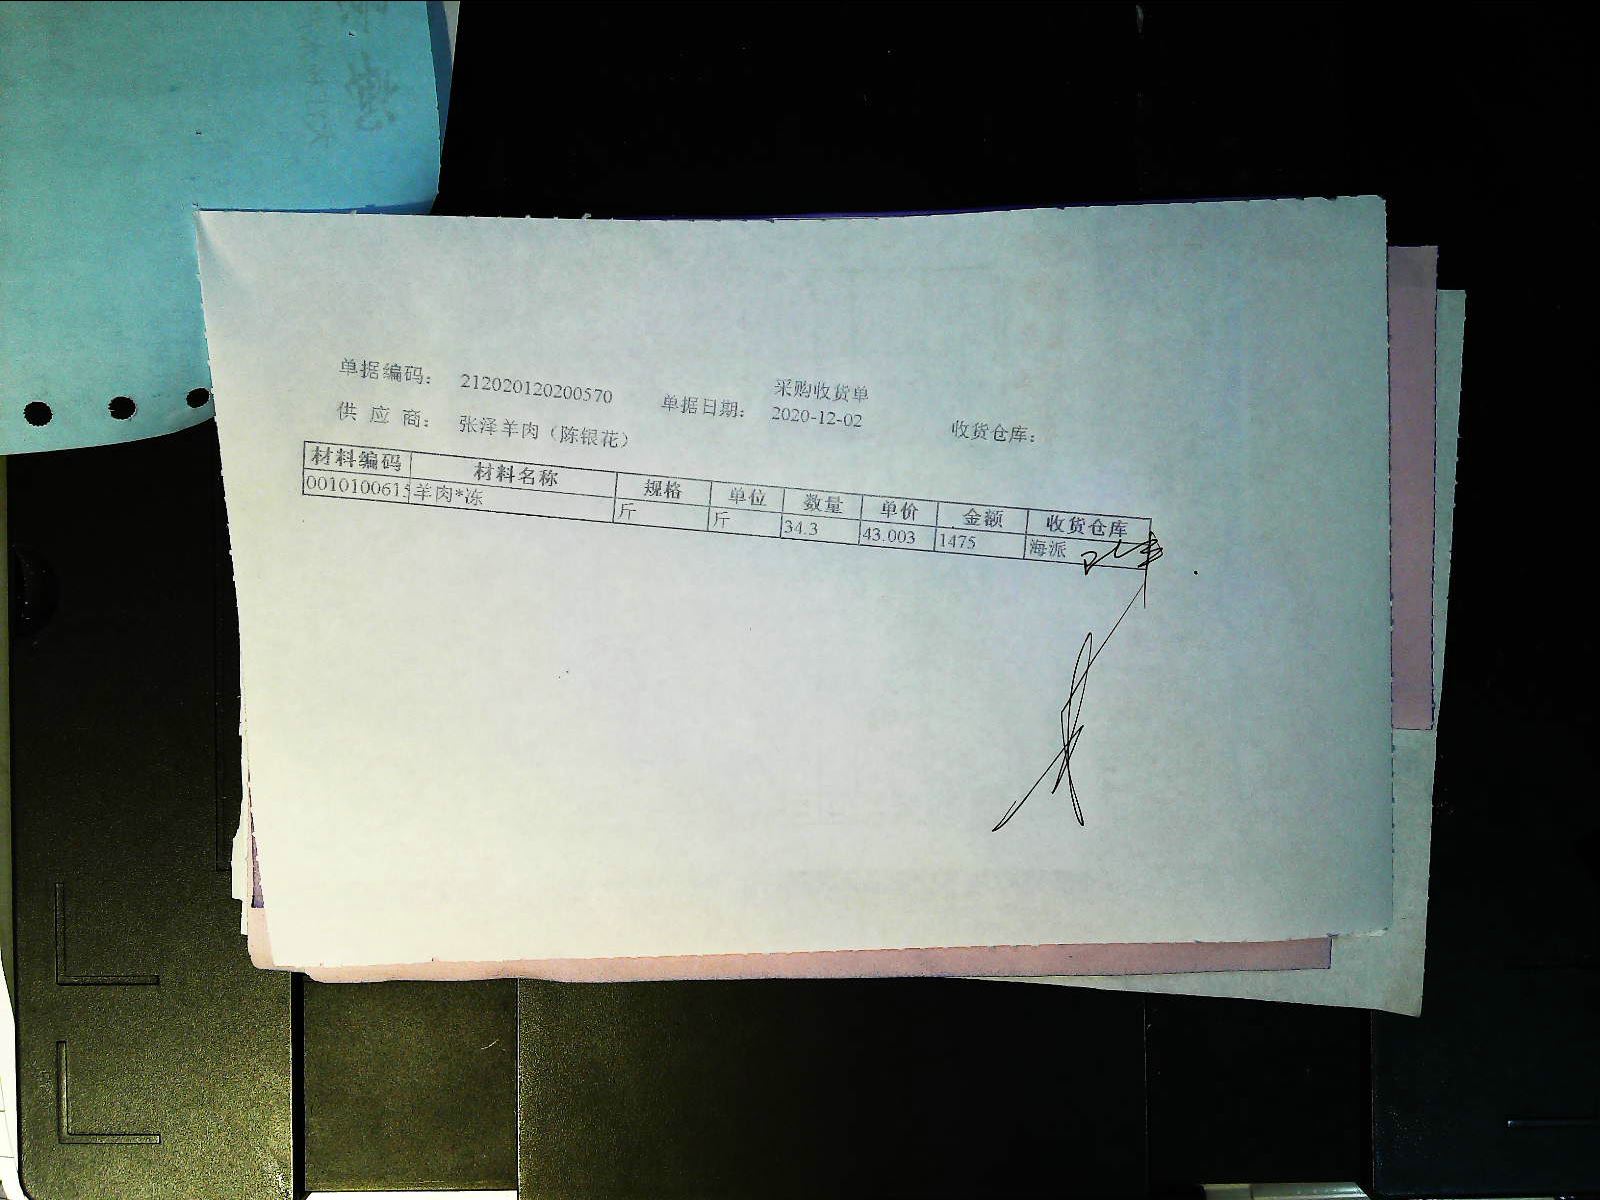 采购收货单
单据编码： 212020120200570 单据日期： 2020-12-02 收货仓库：
供 应 商： 张泽羊肉（陈银花）
材料编码 材料名称 规格 单位 数量 单价 金额 收货仓库
0010100615 羊肉*冻 斤 斤 34.3 43.003 1475 海派